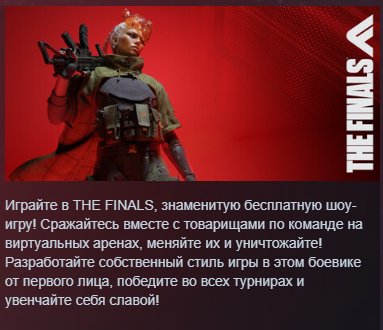 THE FINALS
Играйте в THE FINALS, знаменитую бесплатную шоу-
игру! Сражайтесь вместе с товарищами по команде на
виртуальных аренах, меняйте их и уничтожайте!
Разработайте собственный стиль игры в этом боевике
от первого лица, победите во всех турнирах и
увенчайте себя славой!